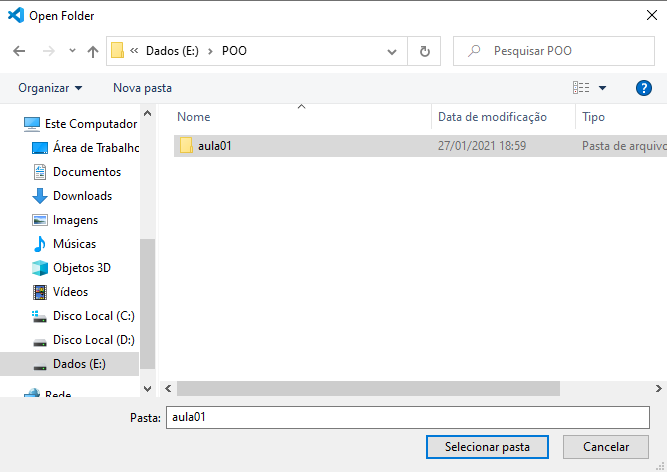 Open Folder
Dados (E:) POO
Pesquisar POO
Organizar
Nova pasta
?
Nome
Data de modificação
Tipo
aula01
27/01/2021 18:59
Pasta de arquivo
Este Computador
Área de Trabalho
Documentos
Downloads
Imagens
Músicas
Objetos 3D
Vídeos
Disco Local (C:)
Disco Local (D:)
Dados (E:)
Rede
Pasta: aula01
Selecionar pasta
Cancelar